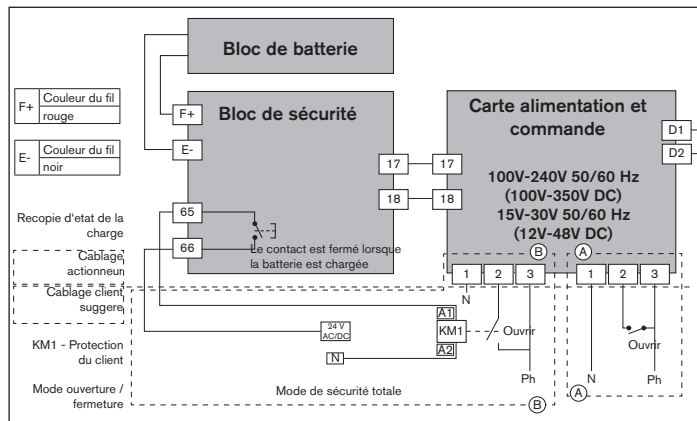 Bloc de batterie
F+
Couleur du fil
rouge
E-
Couleur du fil
noir
F+
E-
Bloc de sécurité
17
18
17
18
Carte alimentation et
commande
100V-240V 50/60 Hz
(100V-350V DC)
15V-30V 50/60 Hz
(12V-48V DC)
D1
D2
Recopie d'etat de la
charge
65
66
Le contact est fermé lorsque
la batterie est chargée
Cablage
actionneur
Cablage client
suggere
B
A
1
2
3
1
2
3
N
A1
KM1
A2
Ouvrir
Ouvrir
24 V
AC/DC
N
KM1 - Protection
du client
Ph
N
Ph
Mode ouverture /
fermeture
Mode de sécurité totale
B
A